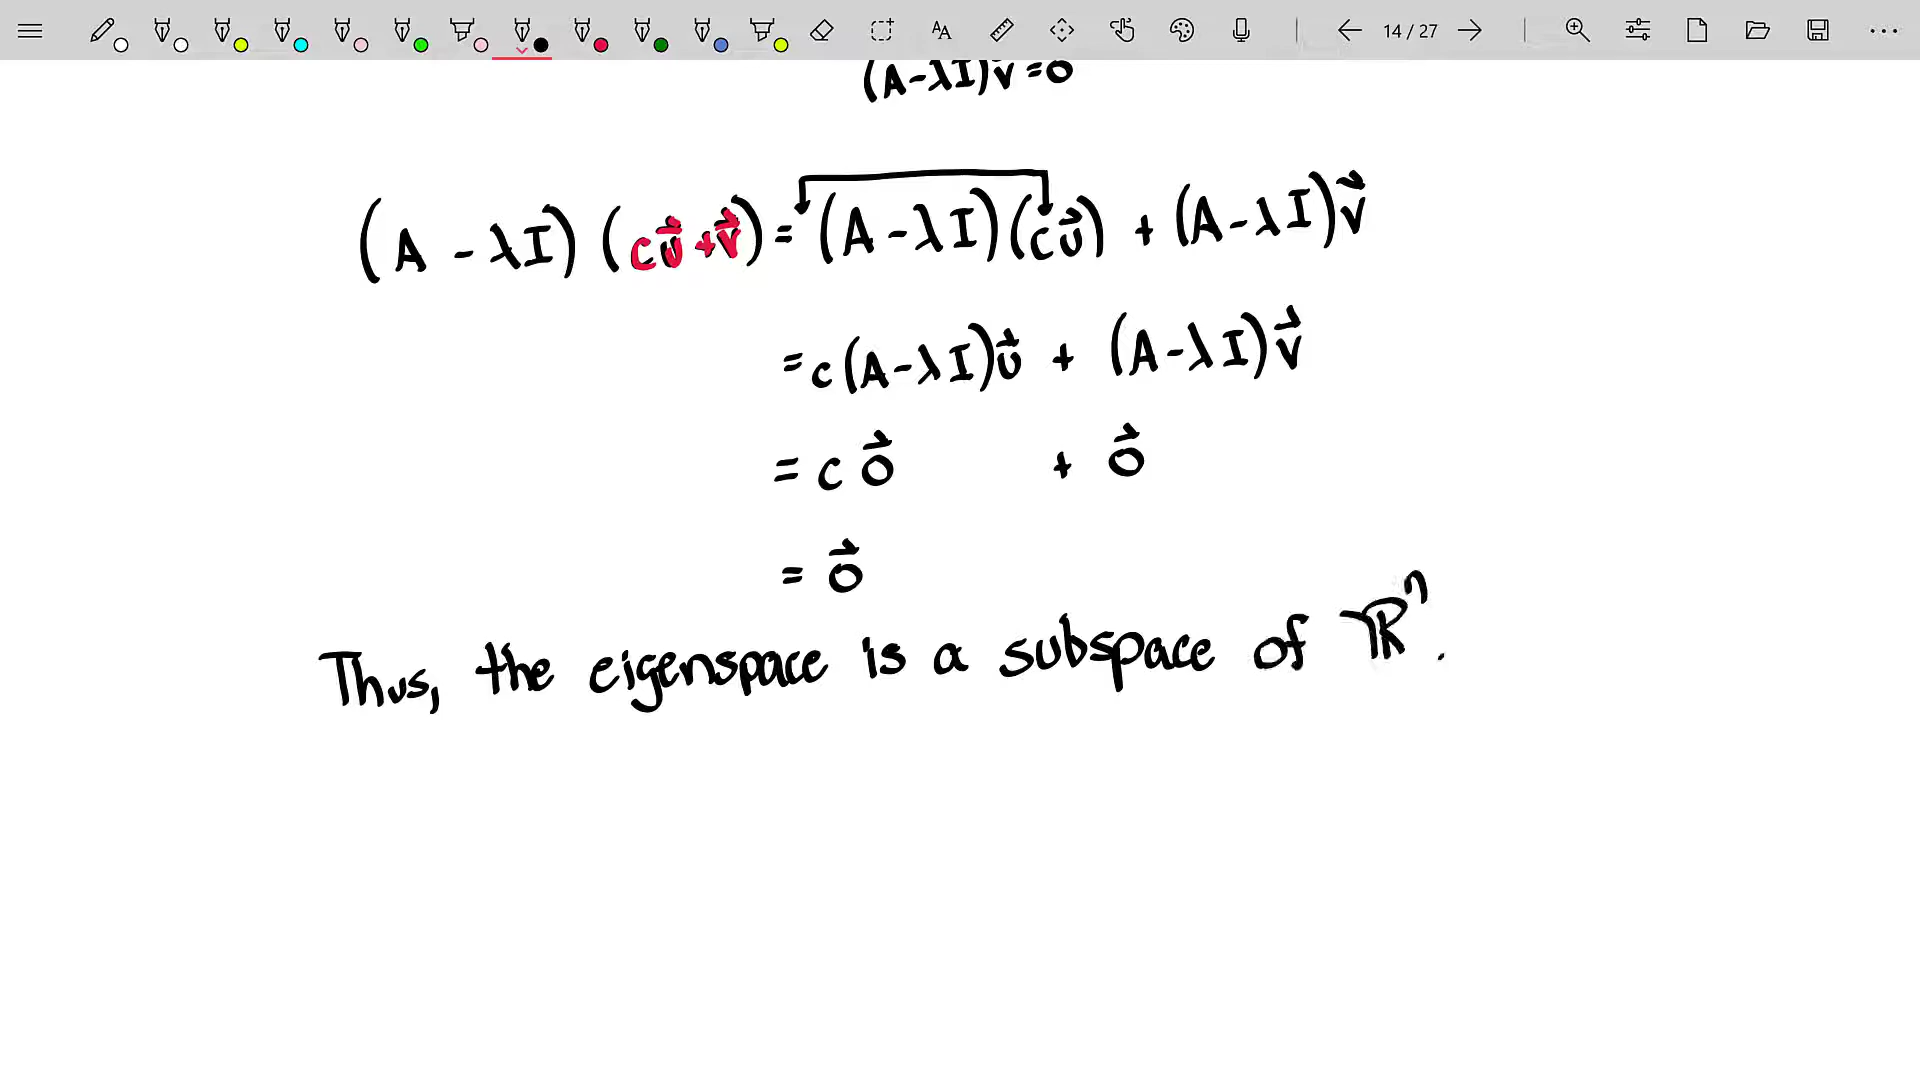 14 / 27
(A-λI)v⃗=0
(A - λI)(cu⃗+v⃗) = (A-λI)(cu⃗) + (A-λI)v⃗
= c(A-λI)u⃗ + (A-λI)v⃗
= c0⃗ + 0⃗
= 0⃗
Thus, the eigenspace is a subspace of ℝⁿ.